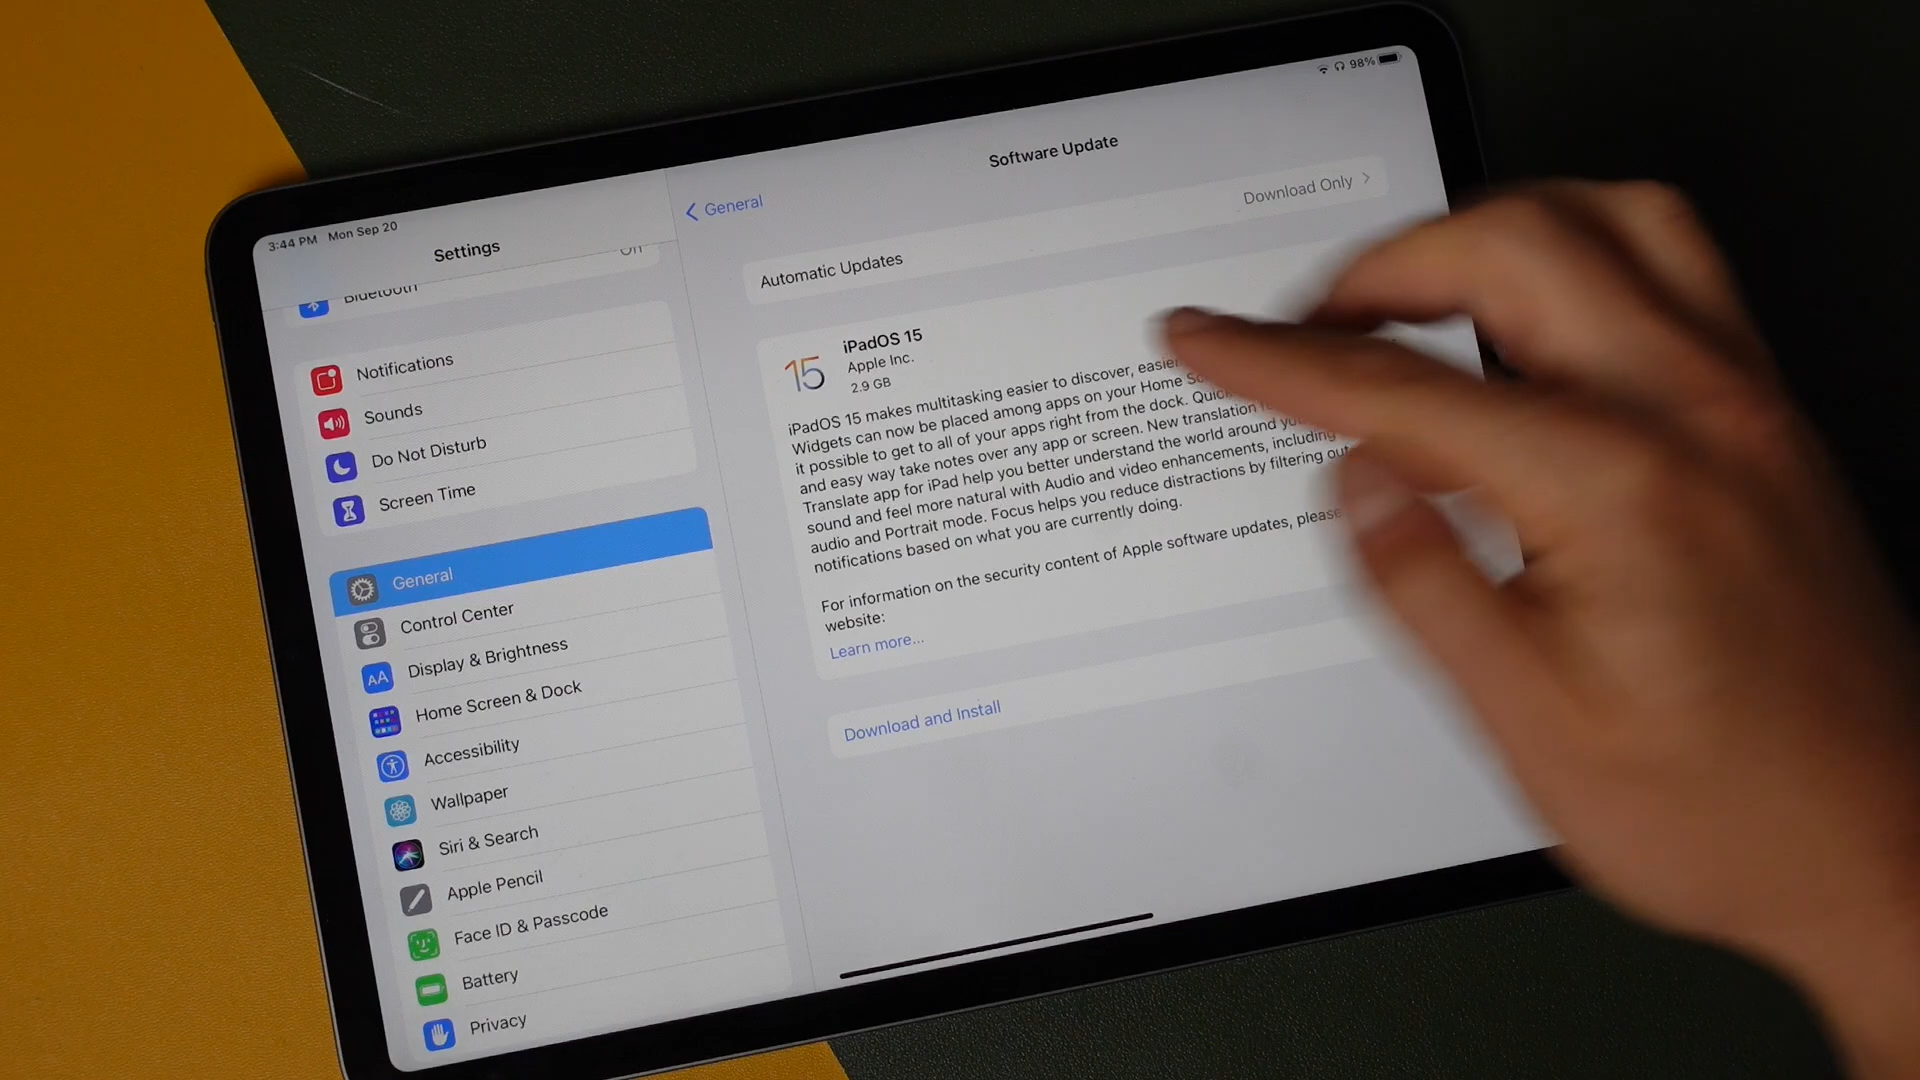 3:44 PM Mon Sep 20
98%
Settings
Bluetooth
Notifications
Sounds
Do Not Disturb
Screen Time
General
Control Center
AA Display & Brightness
Home Screen & Dock
Accessibility
Wallpaper
Siri & Search
Apple Pencil
Face ID & Passcode
Battery
Privacy
General
Software Update
Automatic Updates
Download Only
15
iPadOS 15
Apple Inc.
2.9 GB
iPadOS 15 makes multitasking easier to discover, easier
Widgets can now be placed among apps on your Home
it possible to get to all of your apps right from the dock.
and easy way take notes over any app or screen. New translation
Translate app for iPad help you better understand the world around
sound and feel more natural with Audio and video enhancements, including
audio and Portrait mode. Focus helps you reduce distractions by filtering out
notifications based on what you are currently doing.
For information on the security content of Apple software updates, please
website:
Learn more...
Download and Install